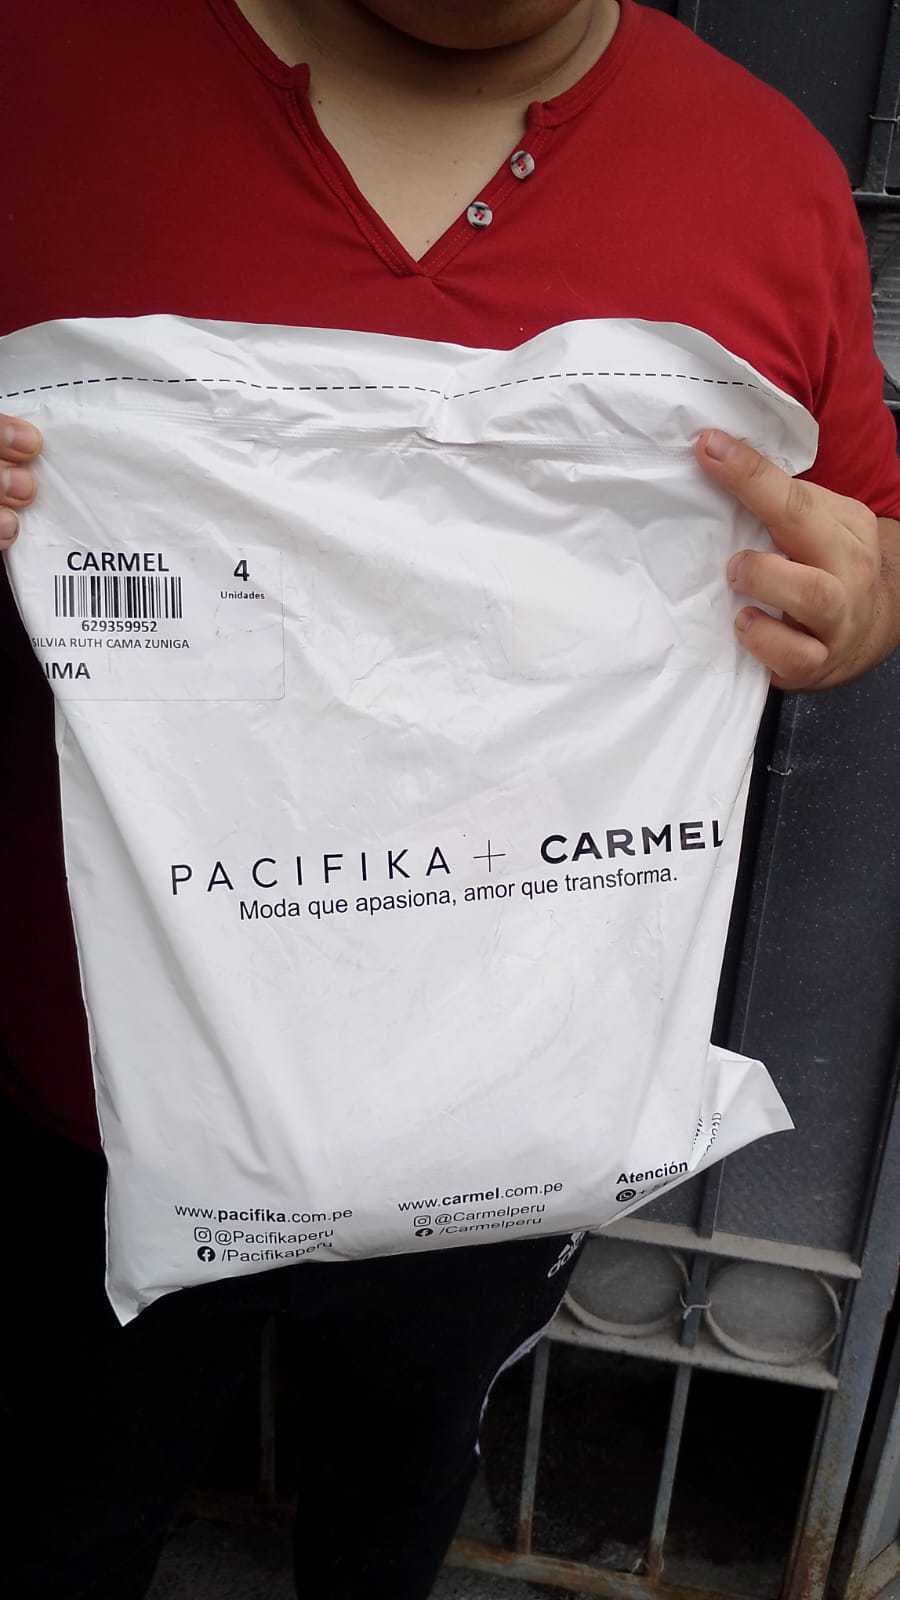 CARMEL
4
Unidades
629359952
SILVIA RUTH CAMA ZUNIGA
PACIFIKA + CARMEL
Moda que apasiona, amor que transforma.
www.pacifika.com.pe
@Pacifikaperu
/Pacifikaperu
www.carmel.com.pe
@Carmelperu
/Carmelperu
Atención